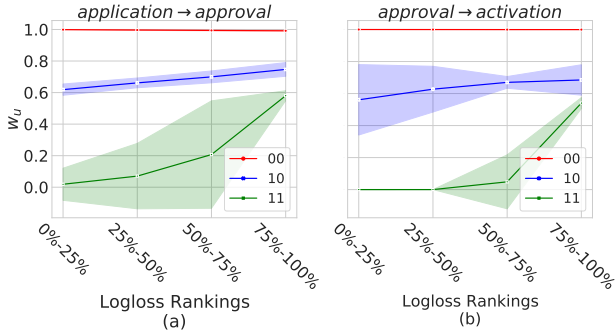 application → approval
approval → activation
1.0
0.8
0.6
0.4
0.2
0.0
w_u
00
10
11
00
10
11
0%-25%
25%-50%
50%-75%
75%-100%
0%-25%
25%-50%
50%-75%
75%-100%
Logloss Rankings
Logloss Rankings
(a)
(b)